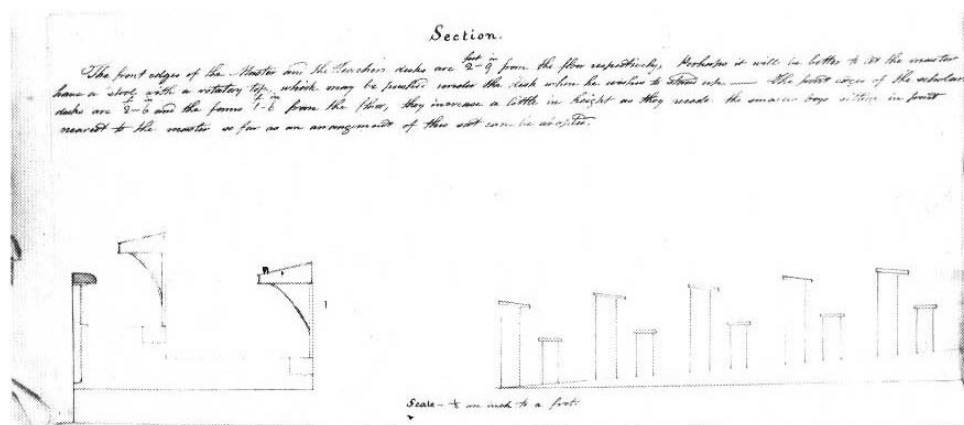 Section.
The front edges of the Master and the Teachers desks are feet 2 – in 9 from the floor respectively, Perhaps it will be better to let the master
have a stool with a rotatory top, which may be pushed under the desk when he wishes to stand up — the front edges of the scholars
desks are f 2 – in 6 and the forms f 1 – in 6 from the floor, they increase a little in height as they recede the smaller boys sitting in front
nearest to the master so far as an arrangement of this sort can be adopted.
Scale – an inch to a foot.